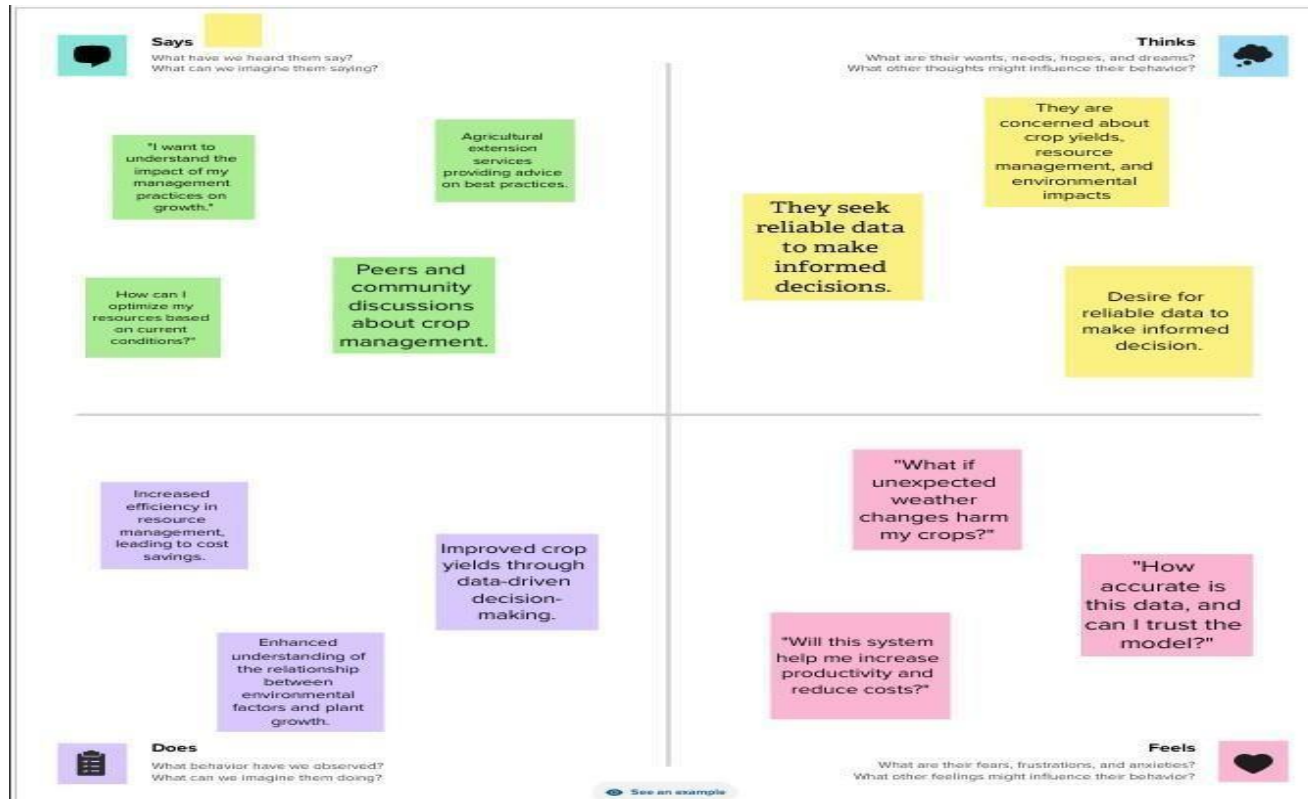 Says
What have we heard them say?
What can we imagine them saying?
"I want to
understand the
impact of my
management
practices on
growth."
Agricultural
extension
services
providing advice
on best practices.
How can I
optimize my
resources based
on current
conditions?"
Peers and
community
discussions
about crop
management.
Thinks
What are their wants, needs, hopes, and dreams?
What other thoughts might influence their behavior?
They are
concerned about
crop yields,
resource
management, and
environmental
impacts
They seek
reliable data
to make
informed
decisions.
Desire for
reliable data to
make informed
decision.
Increased
efficiency in
resource
management,
leading to cost
savings.
Improved crop
yields through
data-driven
decision-
making.
Enhanced
understanding of
the relationship
between
environmental
factors and plant
growth.
Does
What behavior have we observed?
What can we imagine them doing?
"What if
unexpected
weather
changes harm
my crops?"
"How
accurate is
this data, and
can I trust the
model?"
"Will this system
help me increase
productivity and
reduce costs?"
Feels
What are their fears, frustrations, and anxieties?
What other feelings might influence their behavior?
See an example